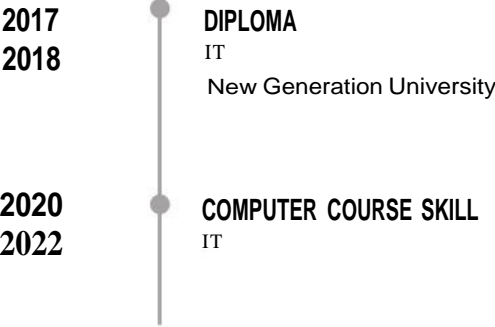 2017
2018
DIPLOMA
IT
New Generation University
2020
2022
COMPUTER COURSE SKILL
IT